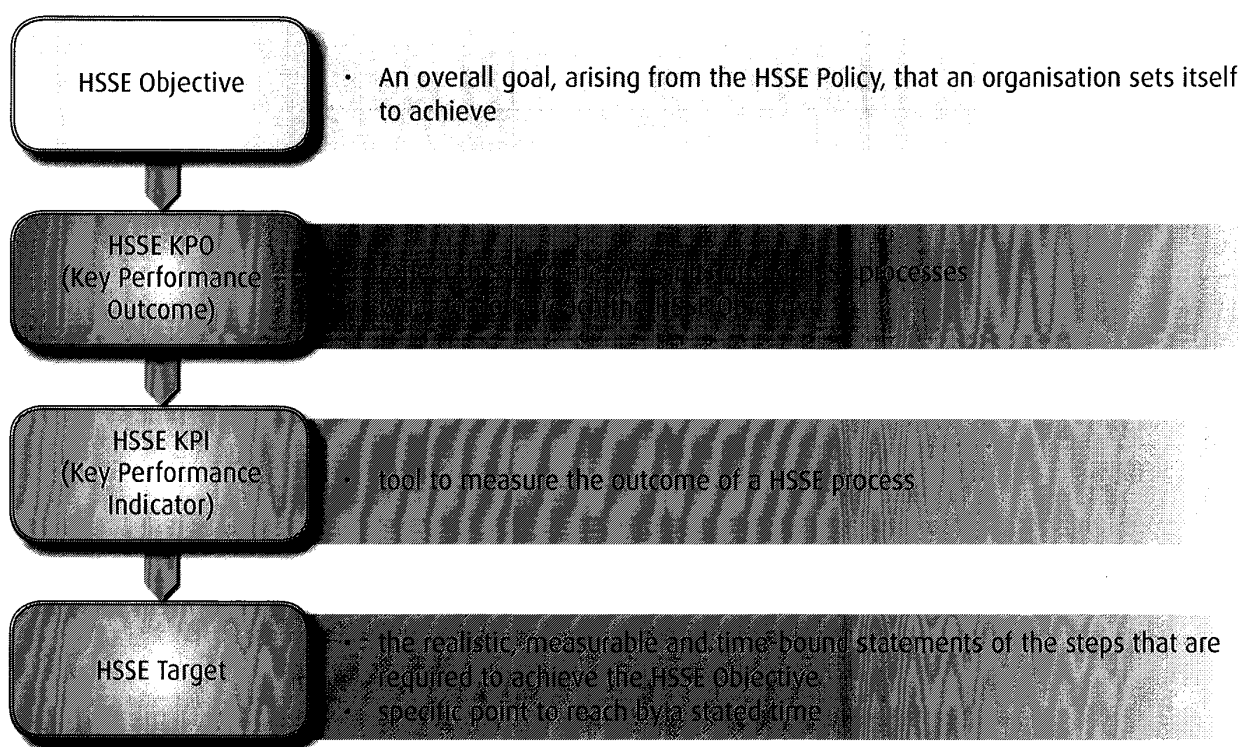 HSSE Objective
• An overall goal, arising from the HSSE Policy, that an organisation sets itself
to achieve
HSSE KPO
(Key Performance
Outcome)
processes
HSSE KPI
(Key Performance
Indicator)
• tool to measure the outcome of a HSSE process
HSSE Target
• the realistic, measurable and time bound statements of the steps that are
required to achieve the HSSE Objective
• specific point to reach by a stated time